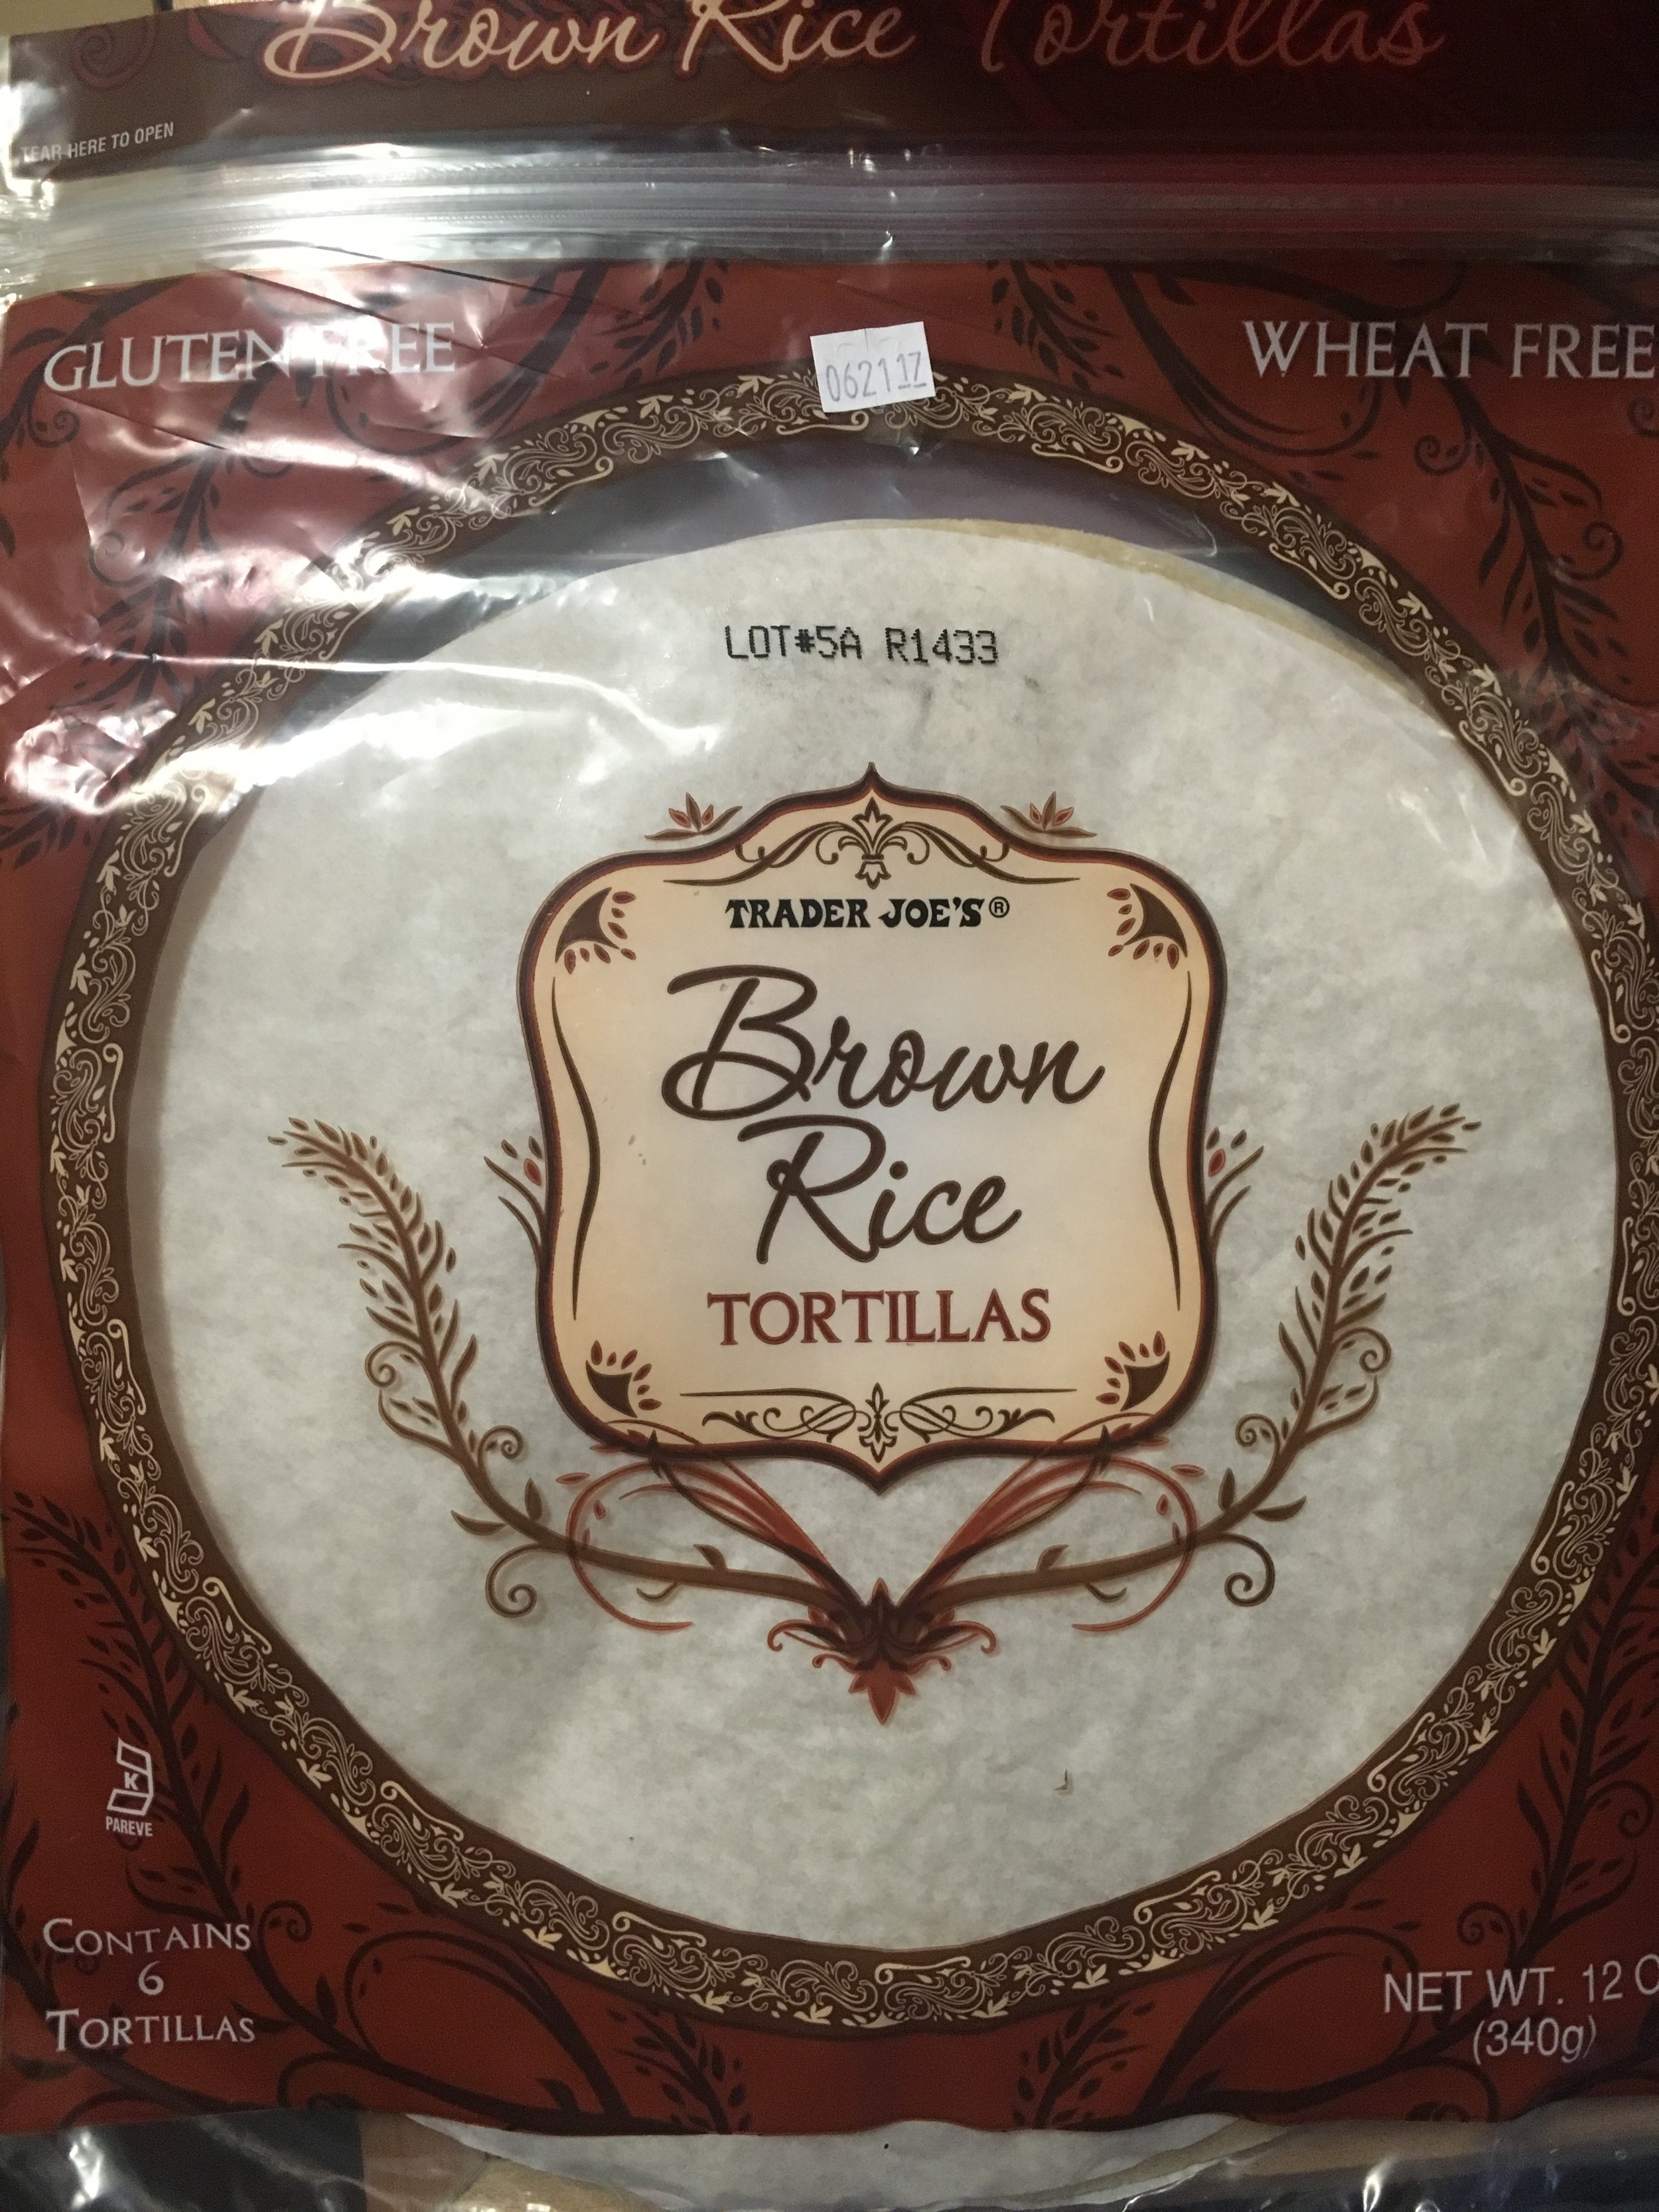 Brown Rice Tortillas
TEAR HERE TO OPEN
GLUTEN FREE
WHEAT FREE
062117
LOT#5A R1433
TRADER JOE'S®
Brown
Rice
TORTILLAS
K
PAREVE
CONTAINS
6
TORTILLAS
NET WT. 12 O
(340g)